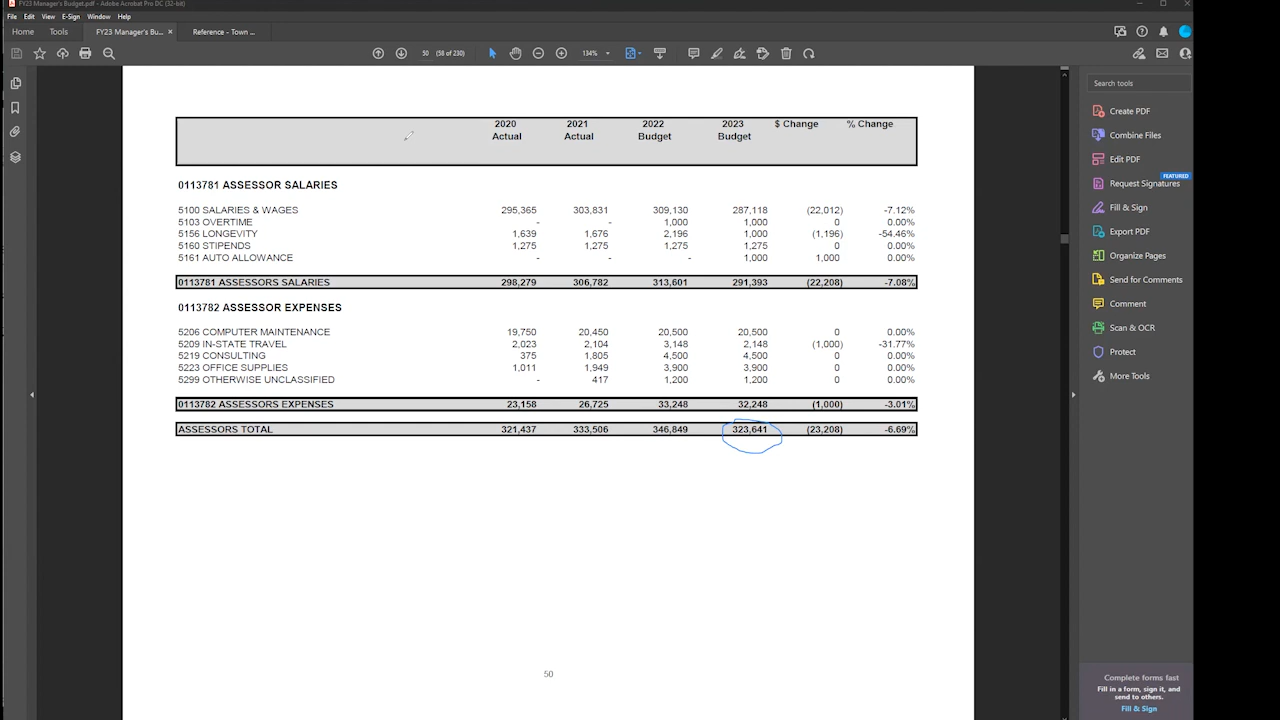 FY23 Manager's Budget.pdf - Adobe Acrobat Pro DC (32-bit)
File Edit View E-Sign Window Help
Home Tools FY23 Manager's Bu... × Reference - Town ...
50 (58 of 230) 134%
Search tools
2020 2021 2022 2023 $ Change % Change
Actual Actual Budget Budget
0113781 ASSESSOR SALARIES
5100 SALARIES & WAGES 295,365 303,831 309,130 287,118 (22,012) -7.12%
5103 OVERTIME - - 1,000 1,000 0 0.00%
5156 LONGEVITY 1,639 1,676 2,196 1,000 (1,196) -54.46%
5160 STIPENDS 1,275 1,275 1,275 1,275 0 0.00%
5161 AUTO ALLOWANCE - - - 1,000 1,000 0.00%
0113781 ASSESSORS SALARIES 298,279 306,782 313,601 291,393 (22,208) -7.08%
0113782 ASSESSOR EXPENSES
5206 COMPUTER MAINTENANCE 19,750 20,450 20,500 20,500 0 0.00%
5209 IN-STATE TRAVEL 2,023 2,104 3,148 2,148 (1,000) -31.77%
5219 CONSULTING 375 1,805 4,500 4,500 0 0.00%
5223 OFFICE SUPPLIES 1,011 1,949 3,900 3,900 0 0.00%
5299 OTHERWISE UNCLASSIFIED - 417 1,200 1,200 0 0.00%
0113782 ASSESSORS EXPENSES 23,158 26,725 33,248 32,248 (1,000) -3.01%
ASSESSORS TOTAL 321,437 333,506 346,849 323,641 (23,208) -6.69%
50
Create PDF
Combine Files
Edit PDF
FEATURED
Request Signatures
Fill & Sign
Export PDF
Organize Pages
Send for Comments
Comment
Scan & OCR
Protect
More Tools
Complete forms fast
Fill in a form, sign it, and
send to others.
Fill & Sign